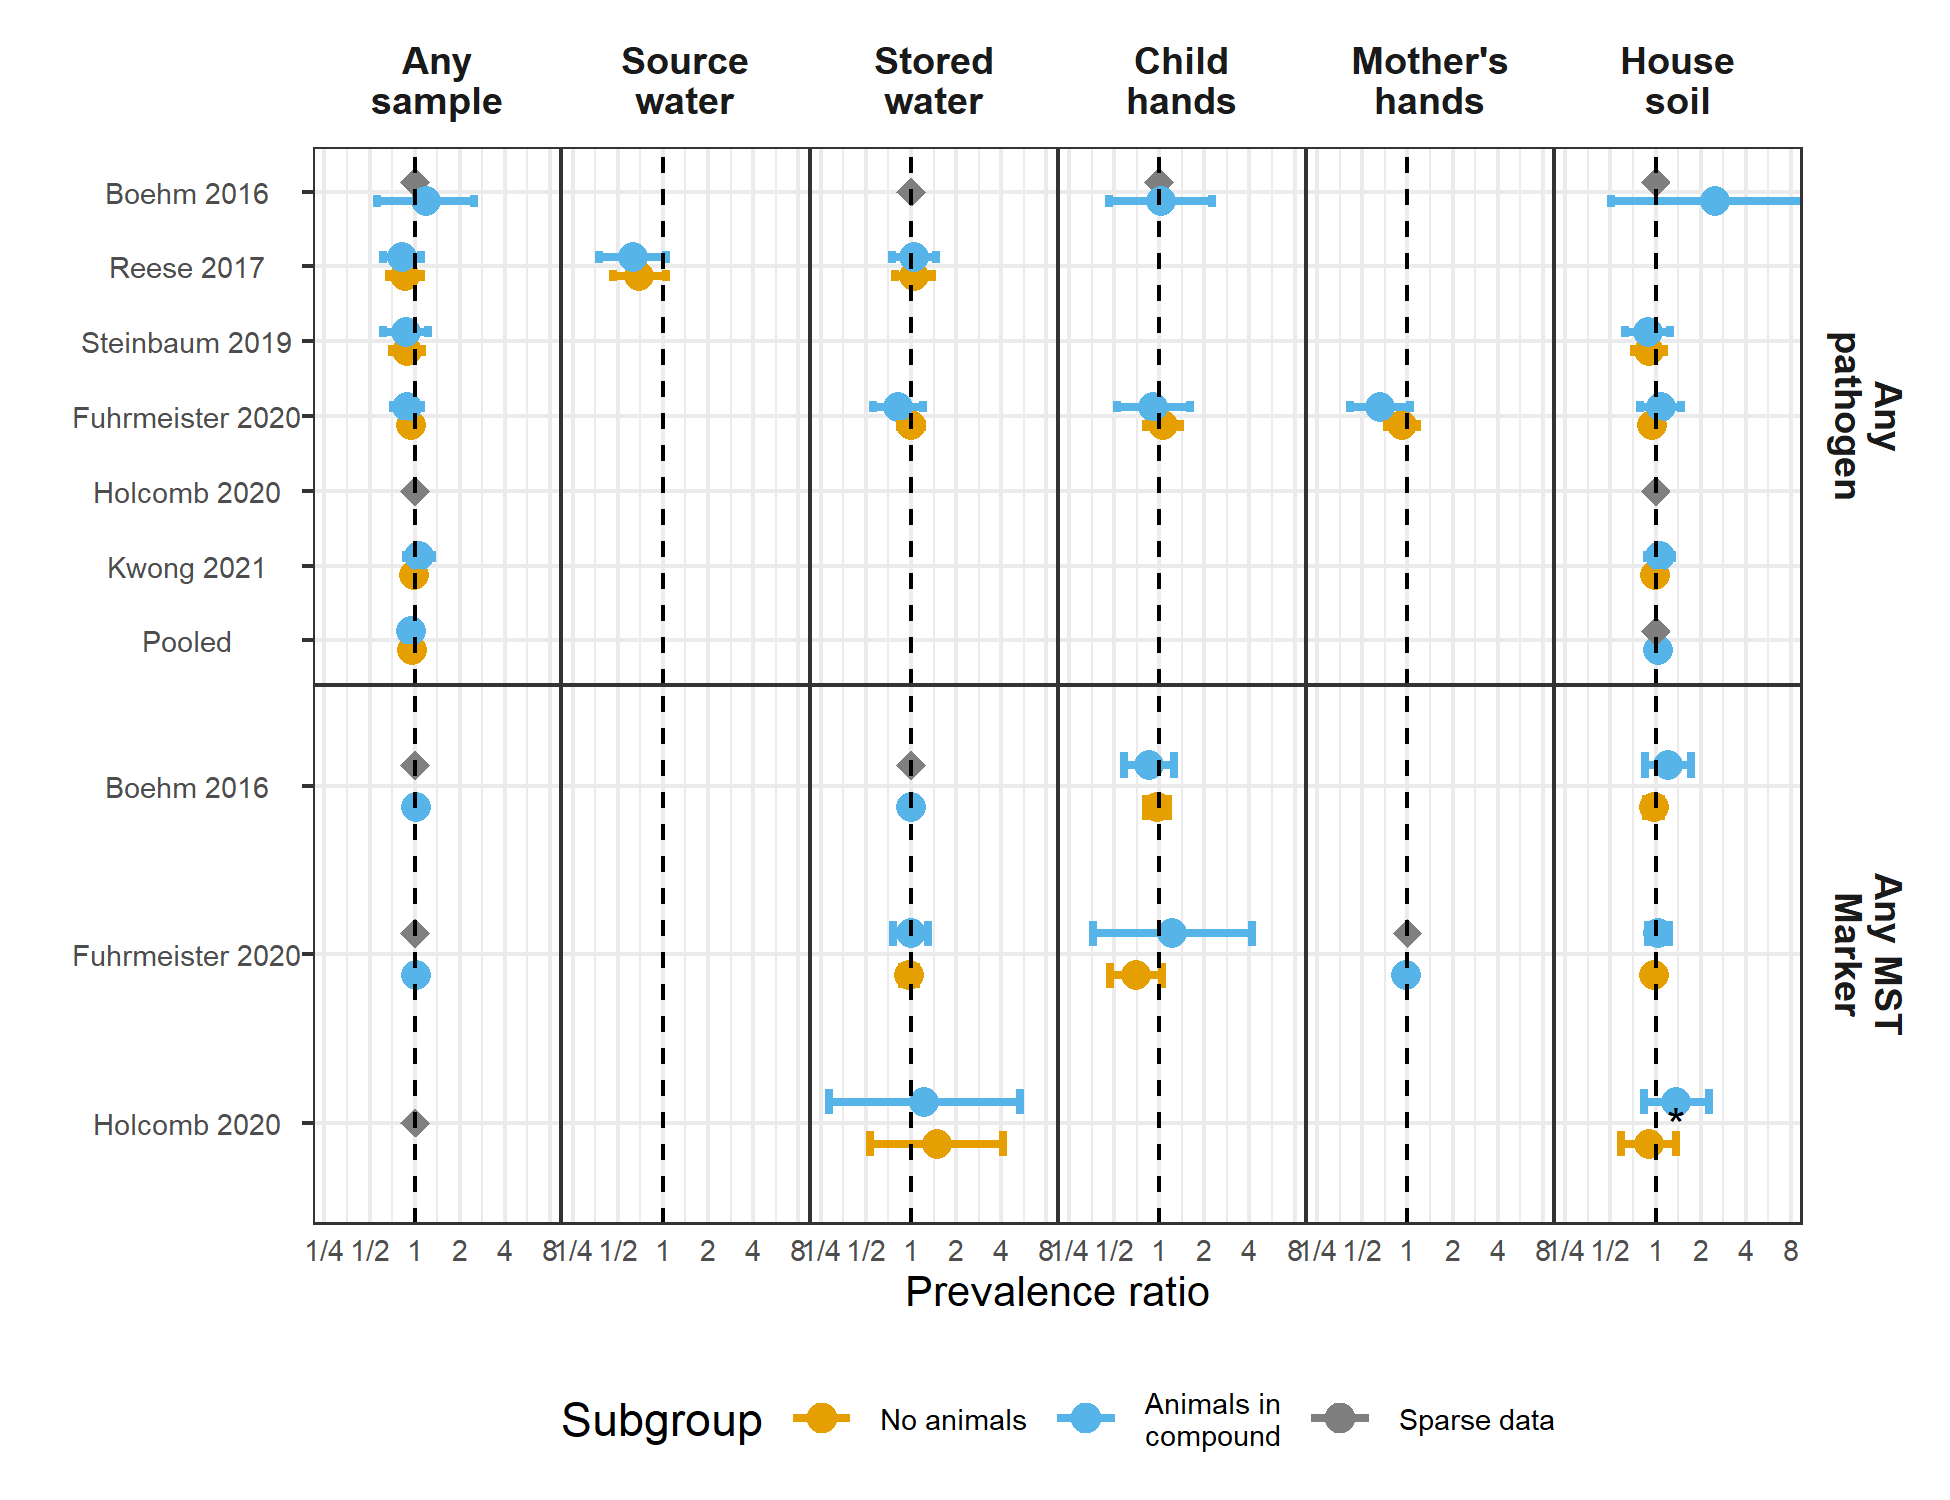 Any
sample
Source
water
Stored
water
Child
hands
Mother's
hands
House
soil
Boehm 2016
Reese 2017
Steinbaum 2019
Fuhrmeister 2020
Holcomb 2020
Kwong 2021
Pooled
Any
pathogen
Boehm 2016
Fuhrmeister 2020
Holcomb 2020
*
Any MST
Marker
1/4 1/2 1 2 4 8 1/4 1/2 1 2 4 8 1/4 1/2 1 2 4 8 1/4 1/2 1 2 4 8 1/4 1/2 1 2 4 8 1/4 1/2 1 2 4 8
Prevalence ratio
Subgroup
No animals
Animals in
compound
Sparse data